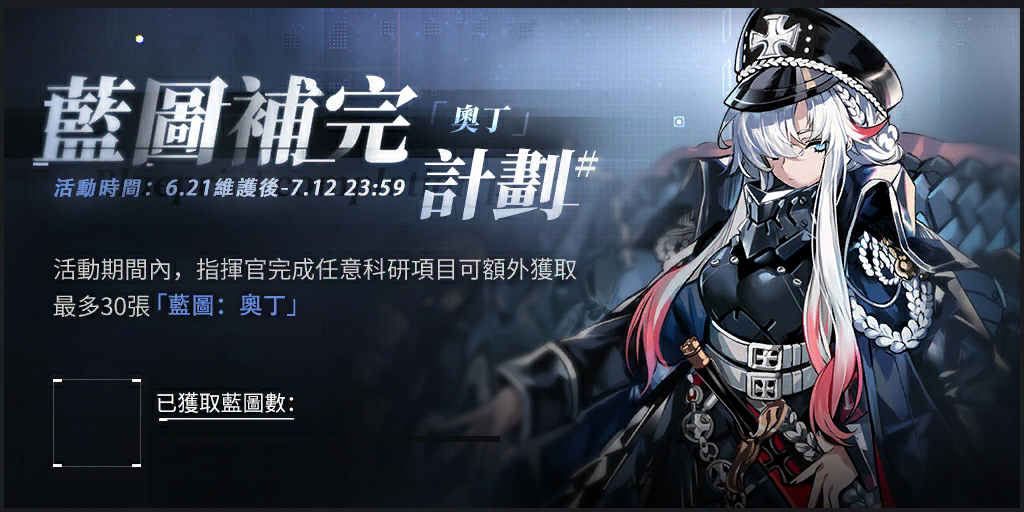 藍圖補完「奧丁」
計劃#
活動時間：6.21維護後-7.12 23:59
活動期間內，指揮官完成任意科研項目可額外獲取
最多30張「藍圖：奧丁」
已獲取藍圖數：